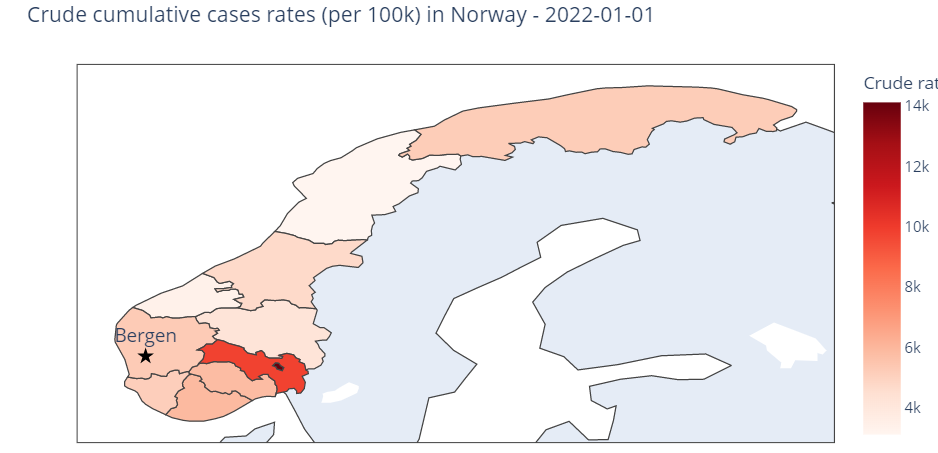 Crude cumulative cases rates (per 100k) in Norway - 2022-01-01
Crude rat
14k
12k
10k
8k
6k
4k
Bergen